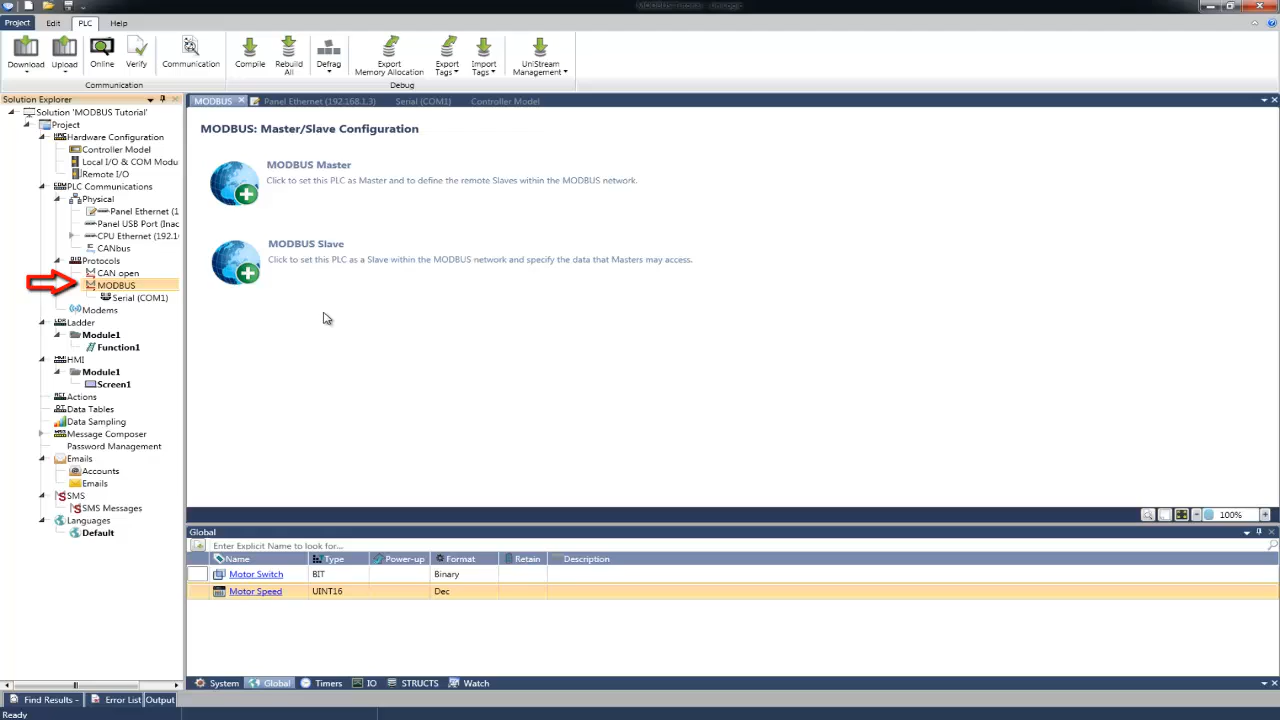 MODBUS Tutorial - UniLogic
Project
Edit
PLC
Help
Download
Upload
Online
Verify
Communication
Compile
Rebuild
All
Defrag
Export
Memory Allocation
Export
Tags
Import
Tags
UniStream
Management
Communication
Debug
Solution Explorer
Solution 'MODBUS Tutorial'
Project
Hardware Configuration
Controller Model
Local I/O & COM Modu
Remote I/O
PLC Communications
Physical
Panel Ethernet (1
Panel USB Port (Inac
CPU Ethernet (192.1
CANbus
Protocols
CAN open
MODBUS
Serial (COM1)
Modems
Ladder
Module1
Function1
HMI
Module1
Screen1
Actions
Data Tables
Data Sampling
Message Composer
Password Management
Emails
Accounts
Emails
SMS
SMS Messages
Languages
Default
MODBUS
Panel Ethernet (192.168.1.3)
Serial (COM1)
Controller Model
MODBUS: Master/Slave Configuration
MODBUS Master
Click to set this PLC as Master and to define the remote Slaves within the MODBUS network.
MODBUS Slave
Click to set this PLC as a Slave within the MODBUS network and specify the data that Masters may access.
100%
Global
Enter Explicit Name to look for...
Name Type Power-up Format Retain Description
Motor Switch BIT Binary
Motor Speed UINT16 Dec
System Global Timers IO STRUCTS Watch
Find Results - Error List Output
Ready